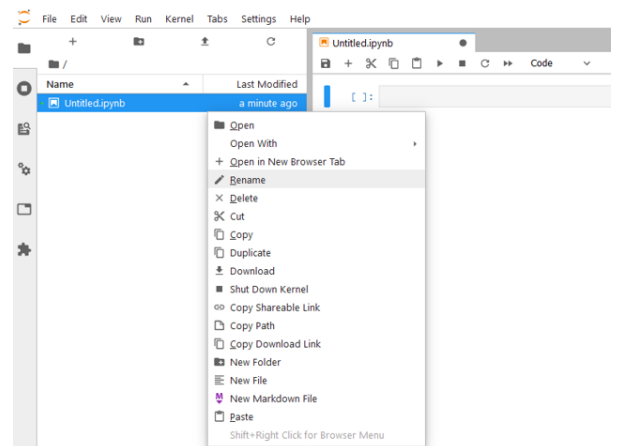 File Edit View Run Kernel Tabs Settings Help
Untitled.ipynb
/
Code
Name Last Modified
Untitled.ipynb a minute ago
[ ]:
Open
Open With
Open in New Browser Tab
Rename
Delete
Cut
Copy
Duplicate
Download
Shut Down Kernel
Copy Shareable Link
Copy Path
Copy Download Link
New Folder
New File
New Markdown File
Paste
Shift+Right Click for Browser Menu